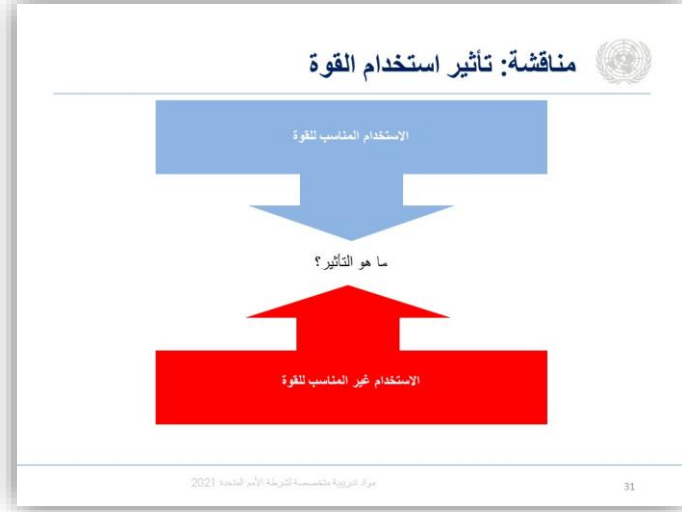 مناقشة: تأثير استخدام القوة
الاستخدام المناسب للقوة
ما هو التأثير؟
الاستخدام غير المناسب للقوة
مواد تدريبية متخصصة لشرطة الأمم المتحدة 2021
31